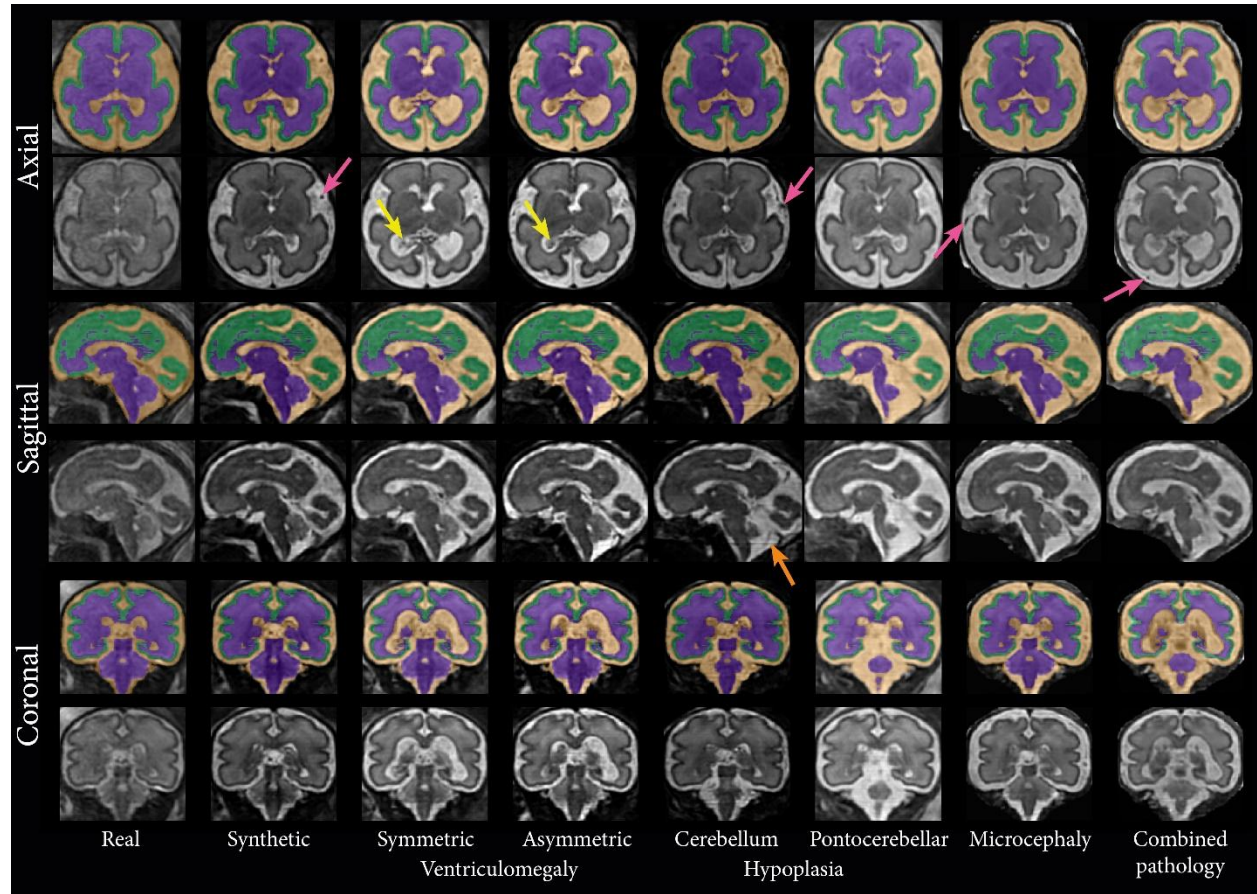 Axial
Sagittal
Coronal
Real Synthetic Symmetric Asymmetric Cerebellum Pontocerebellar Microcephaly Combined pathology
Ventriculomegaly Hypoplasia